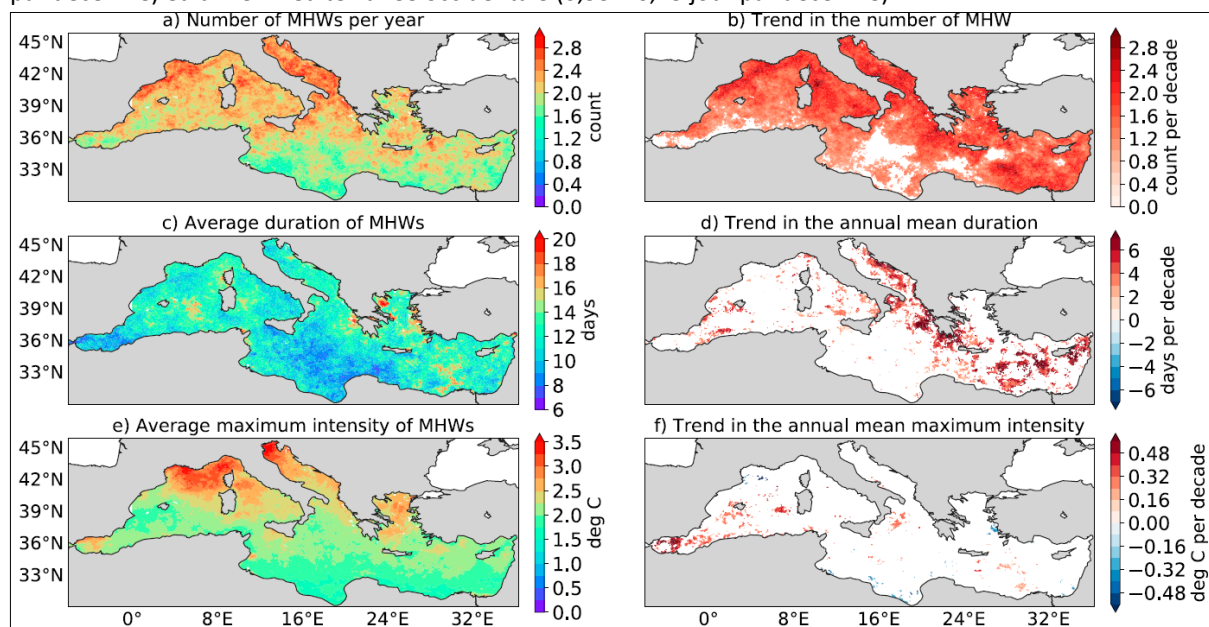 a) Number of MHWs per year
b) Trend in the number of MHW
45°N
42°N
39°N
36°N
33°N
2.8
2.4
2.0
1.6
1.2
0.8
0.4
0.0
count
2.8
2.4
2.0
1.6
1.2
0.8
0.4
0.0
count per decade
c) Average duration of MHWs
d) Trend in the annual mean duration
45°N
42°N
39°N
36°N
33°N
20
18
16
14
12
10
8
6
days
6
4
2
0
−2
−4
−6
days per decade
e) Average maximum intensity of MHWs
f) Trend in the annual mean maximum intensity
45°N
42°N
39°N
36°N
33°N
3.5
3.0
2.5
2.0
1.5
1.0
0.5
0.0
deg C
0.48
0.32
0.16
0.00
−0.16
−0.32
−0.48
deg C per decade
0° 8°E 16°E 24°E 32°E
0° 8°E 16°E 24°E 32°E